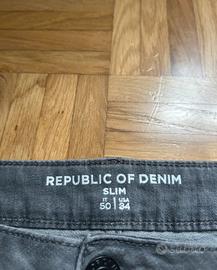 REPUBLIC OF DENIM
SLIM
IT USA
50 34